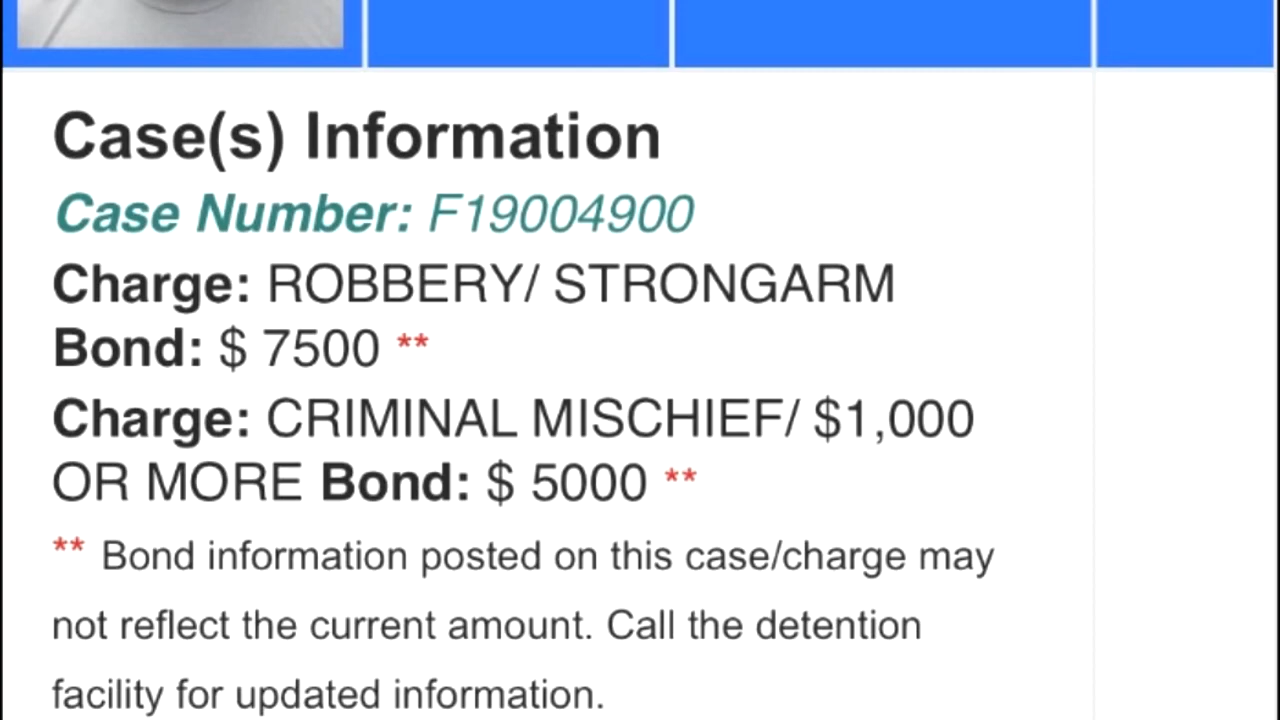 Case(s) Information
Case Number: F19004900
Charge: ROBBERY/ STRONGARM
Bond: $ 7500 **
Charge: CRIMINAL MISCHIEF/ $1,000
OR MORE Bond: $ 5000 **
** Bond information posted on this case/charge may
not reflect the current amount. Call the detention
facility for updated information.